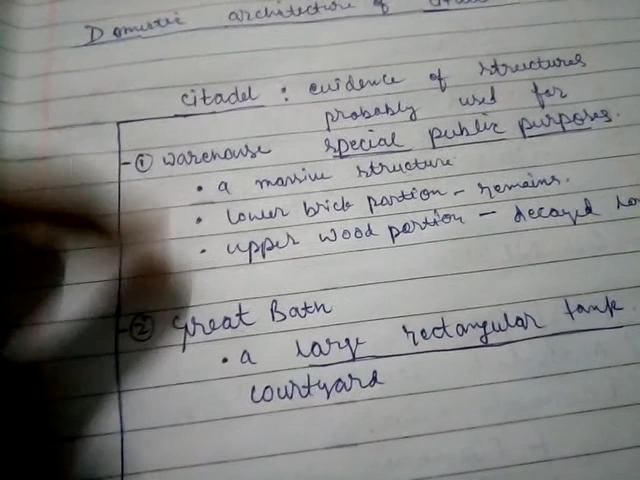 Domestic architecture of
citadel : evidence of structures
probably used for
special public purposes.
① warehouse
• a massive structure
• lower brick portion - remains.
• upper wood portion - decayed
② Great Bath
• a large rectangular tank
courtyard